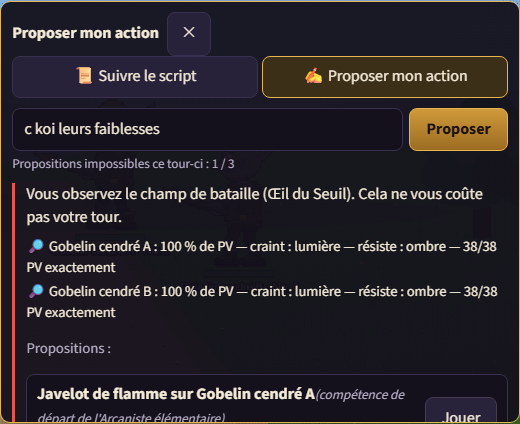 Proposer mon action ×
📜 Suivre le script ✍️ Proposer mon action
c koi leurs faiblesses Proposer
Propositions impossibles ce tour-ci : 1 / 3
Vous observez le champ de bataille (Œil du Seuil). Cela ne vous coûte
pas votre tour.
🔎 Gobelin cendré A : 100 % de PV — craint : lumière — résiste : ombre — 38/38
PV exactement
🔎 Gobelin cendré B : 100 % de PV — craint : lumière — résiste : ombre — 38/38
PV exactement
Propositions :
Javelot de flamme sur Gobelin cendré A(compétence de
départ de l'Arcaniste élémentaire) Jouer